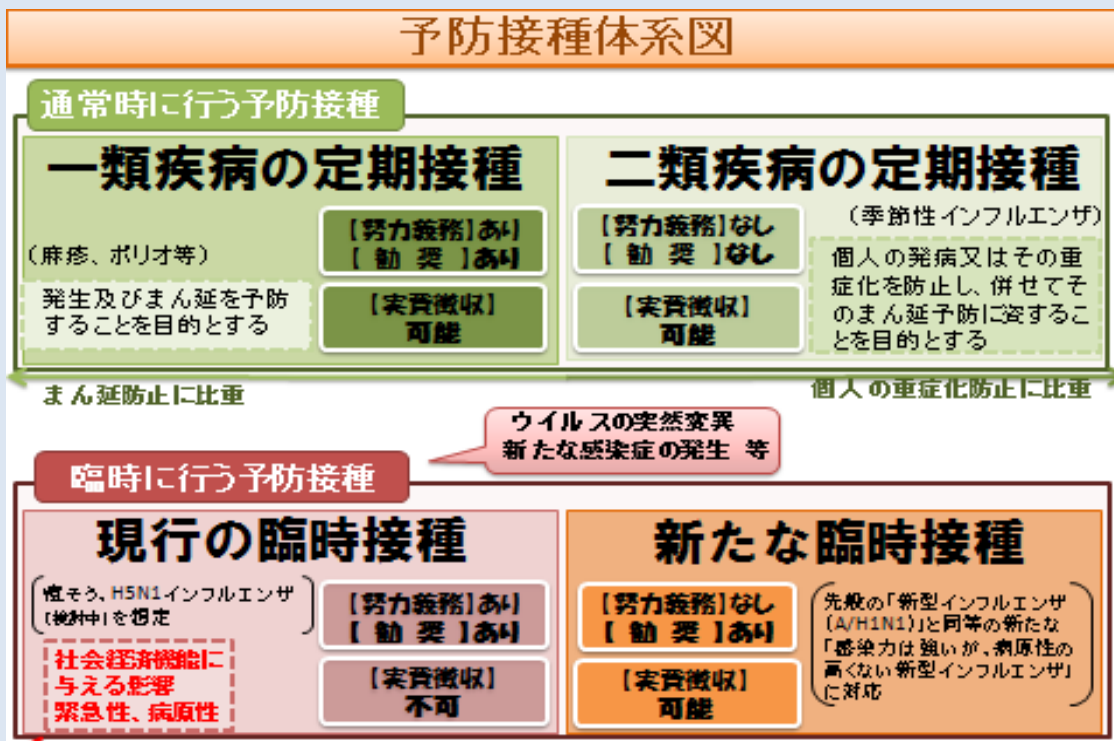 予防接種体系図
通常時に行う予防接種
一類疾病の定期接種
(麻疹、ポリオ等)
発生及びまん延を予防
することを目的とする
【努力義務】あり
【 勧 奨 】あり
【実費徴収】
可能
二類疾病の定期接種
【努力義務】なし
【 勧 奨 】なし
【実費徴収】
可能
(季節性インフルエンザ)
個人の発病又はその重
症化を防止し、併せてそ
のまん延予防に資するこ
とを目的とする
まん延防止に比重
個人の重症化防止に比重
ウイルスの突然変異
新たな感染症の発生 等
臨時に行う予防接種
現行の臨時接種
痘そう、H5N1インフルエンザ
(検討中)を想定
社会経済機能に
与える影響
緊急性、病原性
【努力義務】あり
【 勧 奨 】あり
【実費徴収】
不可
新たな臨時接種
【努力義務】なし
【 勧 奨 】あり
【実費徴収】
可能
先般の「新型インフルエンザ
(A/H1N1)」と同等の新たな
「感染力は強いが、病原性の
高くない新型インフルエンザ」
に対応